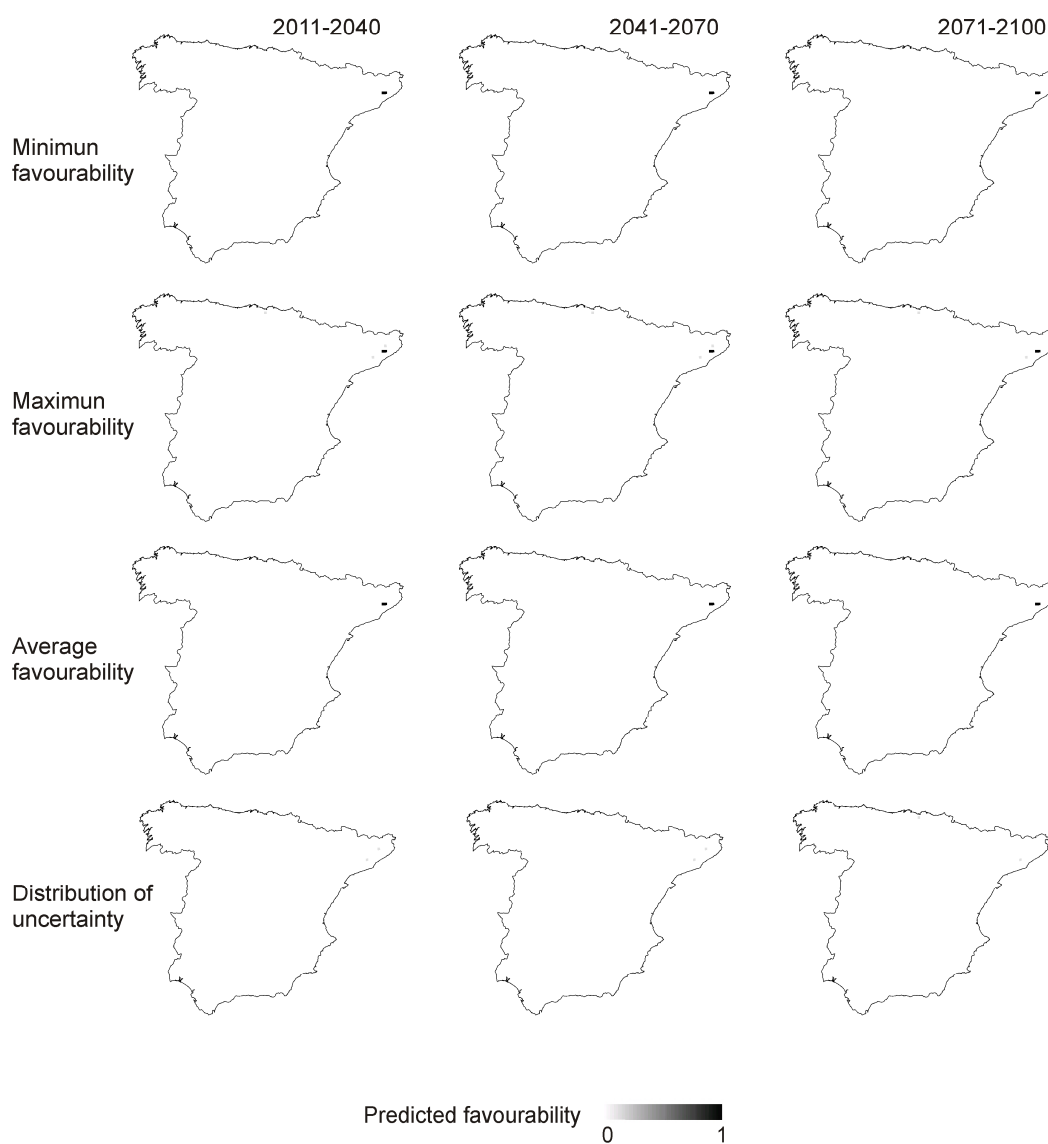 2011-2040
2041-2070
2071-2100
Minimun
favourability
Maximun
favourability
Average
favourability
Distribution of
uncertainty
Predicted favourability
0
1